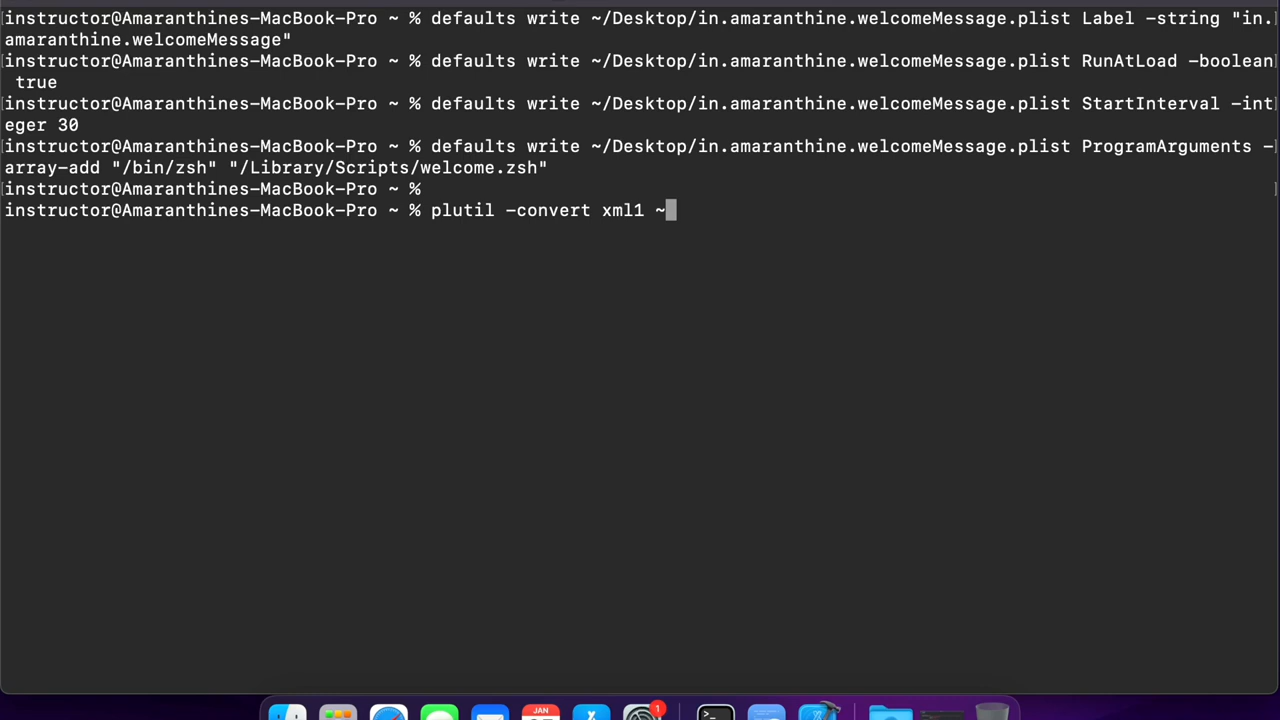 instructor@Amaranthines-MacBook-Pro ~ % defaults write ~/Desktop/in.amaranthine.welcomeMessage.plist Label -string "in.
amaranthine.welcomeMessage"
instructor@Amaranthines-MacBook-Pro ~ % defaults write ~/Desktop/in.amaranthine.welcomeMessage.plist RunAtLoad -boolean
true
instructor@Amaranthines-MacBook-Pro ~ % defaults write ~/Desktop/in.amaranthine.welcomeMessage.plist StartInterval -int
eger 30
instructor@Amaranthines-MacBook-Pro ~ % defaults write ~/Desktop/in.amaranthine.welcomeMessage.plist ProgramArguments -
array-add "/bin/zsh" "/Library/Scripts/welcome.zsh"
instructor@Amaranthines-MacBook-Pro ~ %
instructor@Amaranthines-MacBook-Pro ~ % plutil -convert xml1 ~
JAN
1